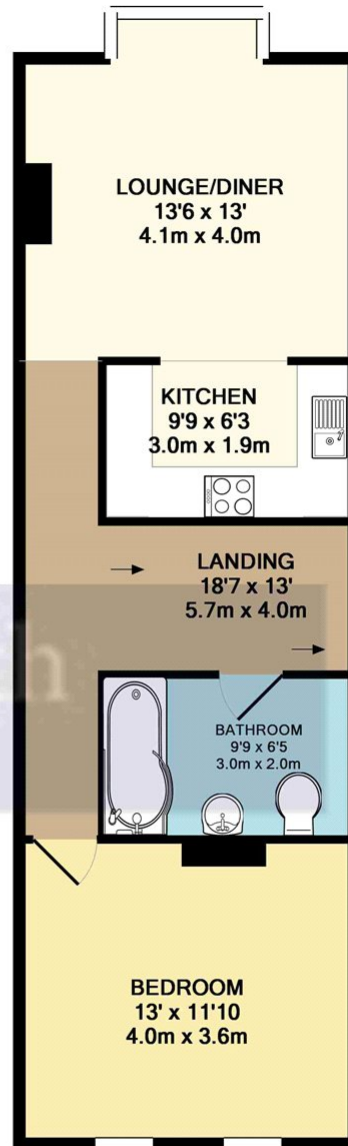 LOUNGE/DINER
13'6 x 13'
4.1m x 4.0m
KITCHEN
9'9 x 6'3
3.0m x 1.9m
LANDING
18'7 x 13'
5.7m x 4.0m
BATHROOM
9'9 x 6'5
3.0m x 2.0m
BEDROOM
13' x 11'10
4.0m x 3.6m